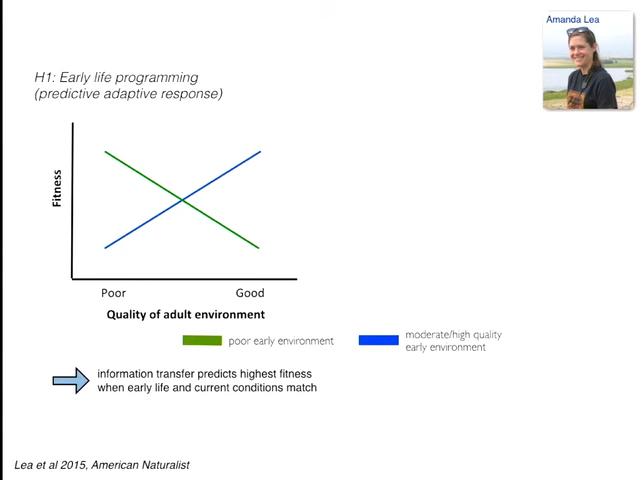 Amanda Lea
H1: Early life programming
(predictive adaptive response)
Fitness
Poor
Good
Quality of adult environment
poor early environment
moderate/high quality
early environment
information transfer predicts highest fitness
when early life and current conditions match
Lea et al 2015, American Naturalist